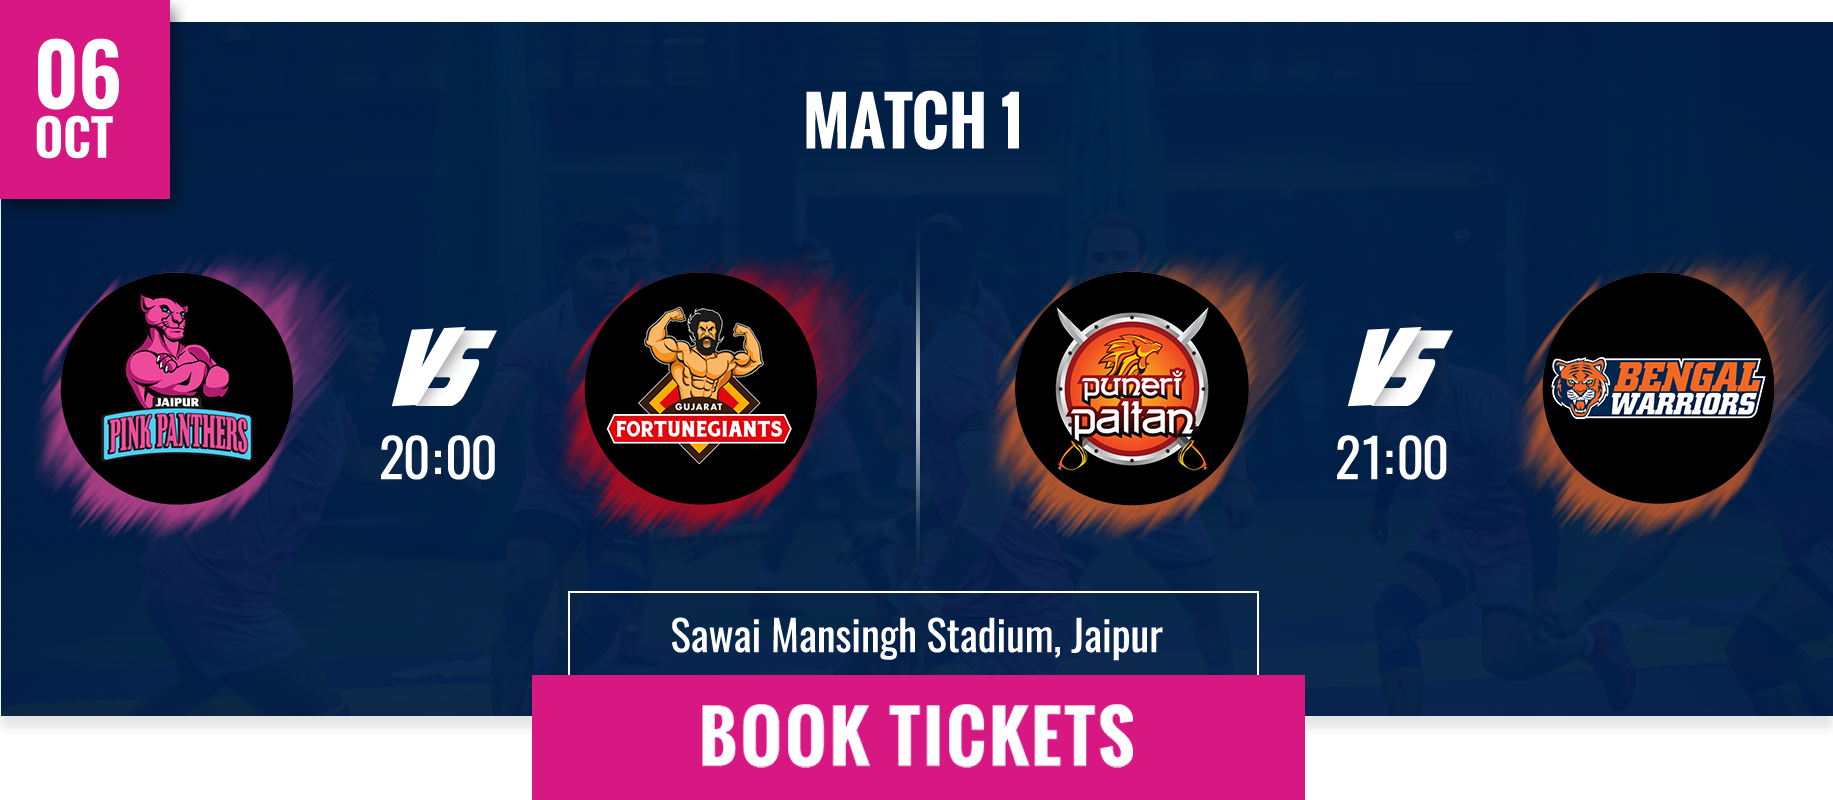 06
OCT
MATCH 1
JAIPUR
PINK PANTHERS
VS
20:00
GUJARAT
FORTUNEGIANTS
puneri
paltan
VS
21:00
BENGAL
WARRIORS
Sawai Mansingh Stadium, Jaipur
BOOK TICKETS